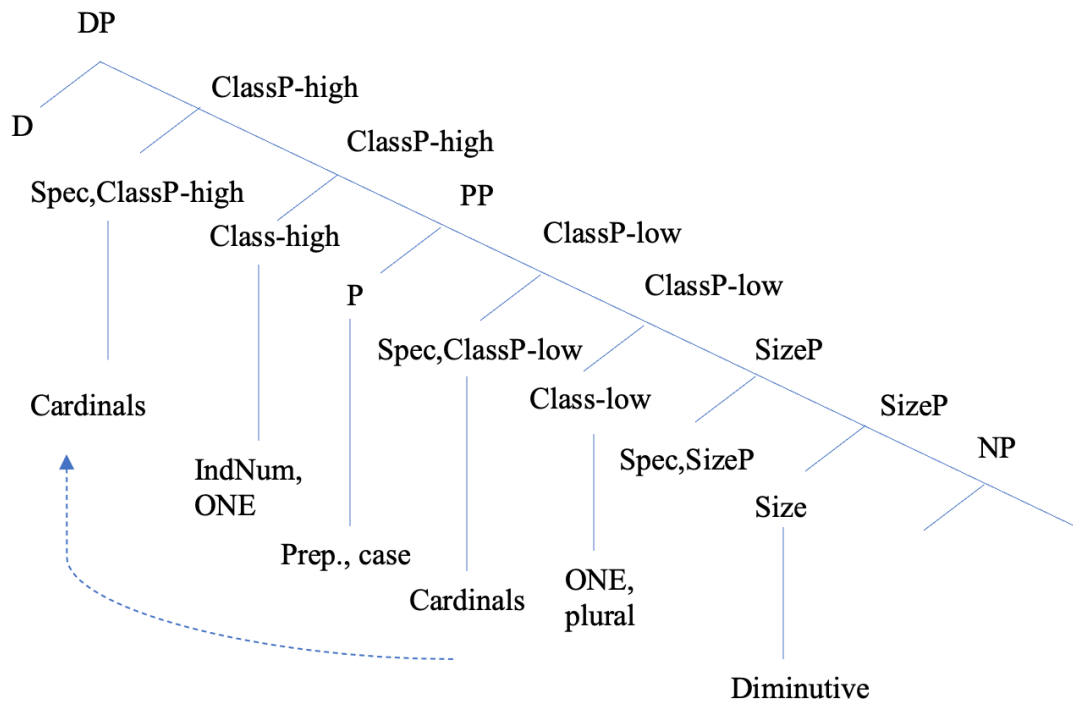 DP
ClassP-high
D
ClassP-high
Spec,ClassP-high
PP
Class-high
ClassP-low
P
ClassP-low
Spec,ClassP-low
SizeP
Class-low
Cardinals
SizeP
Spec,SizeP
NP
IndNum,
ONE
Size
Prep., case
ONE,
plural
Cardinals
Diminutive